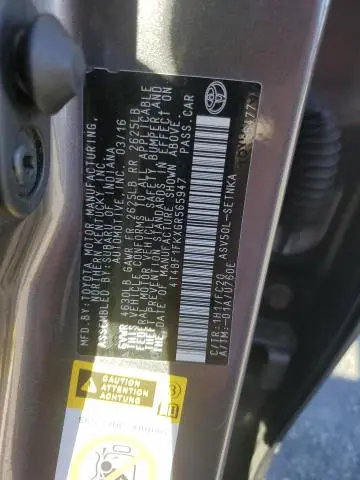 MFD.BY: TOYOTA MOTOR MANUFACTURING,
NORTHERN KENTUCKY, INC.
ASSEMBLED BY: SUBARU OF INDIANA
AUTOMOTIVE, INC. 03/16
GVWR 4630LB GAWR FR 2625LB RR 2625LB
THIS VEHICLE CONFORMS TO ALL APPLICABLE
FEDERAL MOTOR VEHICLE SAFETY, BUMPER, AND
THEFT PREVENTION STANDARDS IN EFFECT ON
THE DATE OF MANUFACTURE SHOWN ABOVE.
4T4BF1FKXGR565947 PASS. CAR
C/TR: 1H1/FC20 ASV50L-SETNKA
A/TM: -01A/U760E
CAUTION
ATTENTION
ACHTUNG